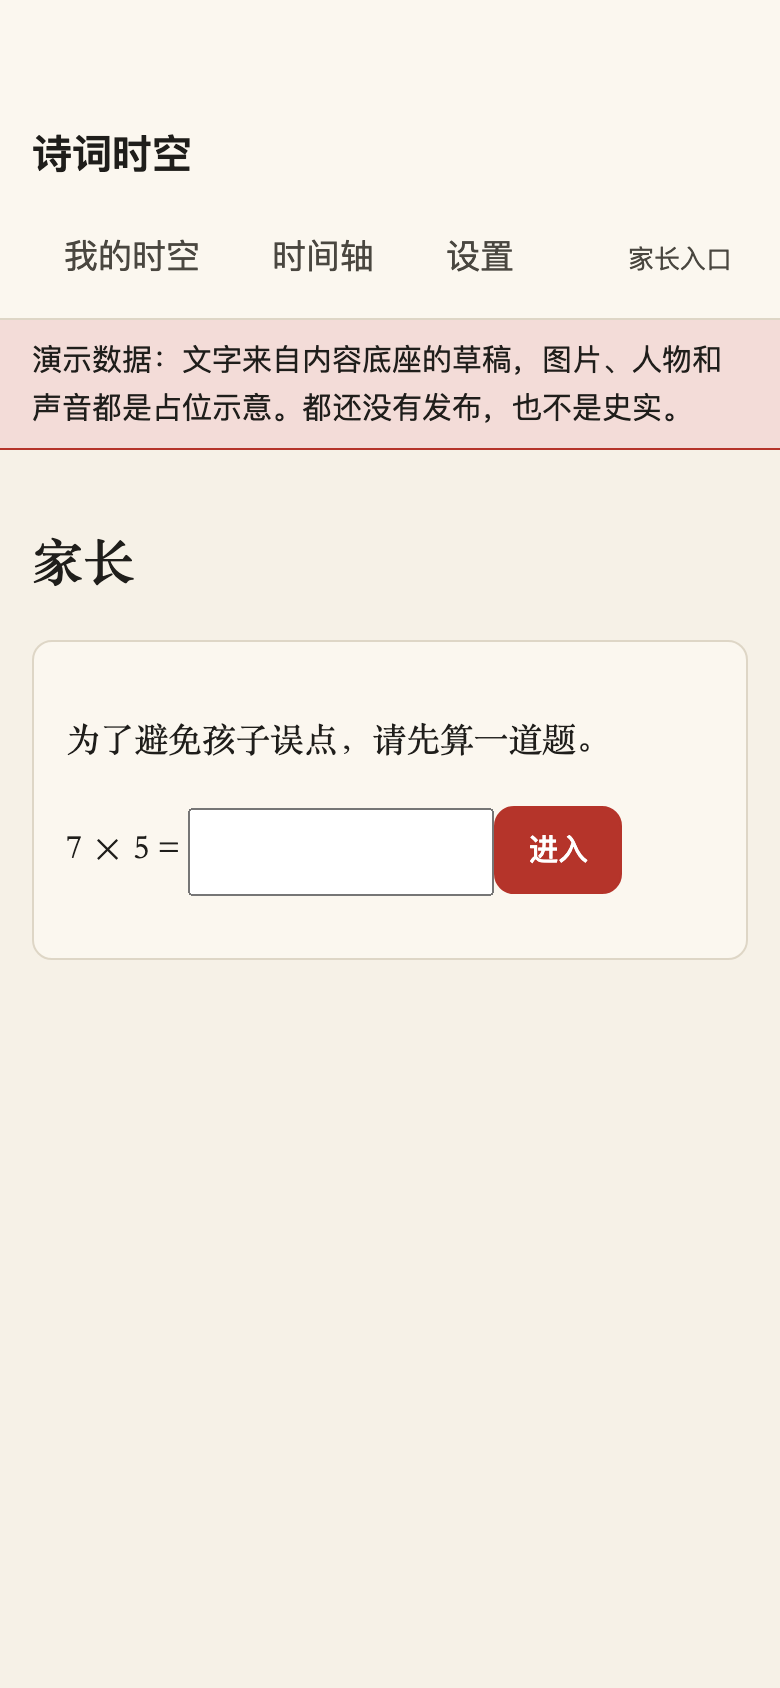 诗词时空
我的时空 时间轴 设置 家长入口
演示数据：文字来自内容底座的草稿，图片、人物和
声音都是占位示意。都还没有发布，也不是史实。
家长
为了避免孩子误点，请先算一道题。
7 × 5 = 进入